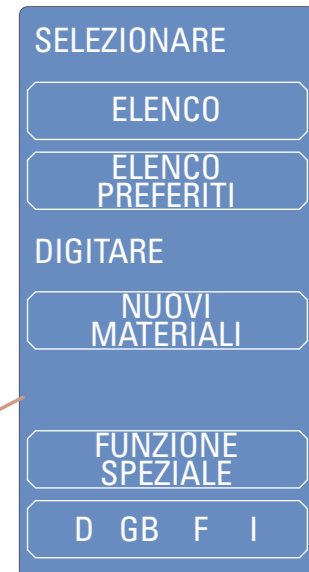 SELEZIONARE
ELENCO
ELENCO
PREFERITI
DIGITARE
NUOVI
MATERIALI
FUNZIONE
SPEZIALE
D GB F I